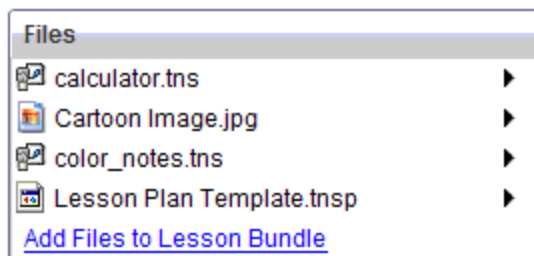 Files
calculator.tns
Cartoon Image.jpg
color_notes.tns
Lesson Plan Template.tnsp
Add Files to Lesson Bundle